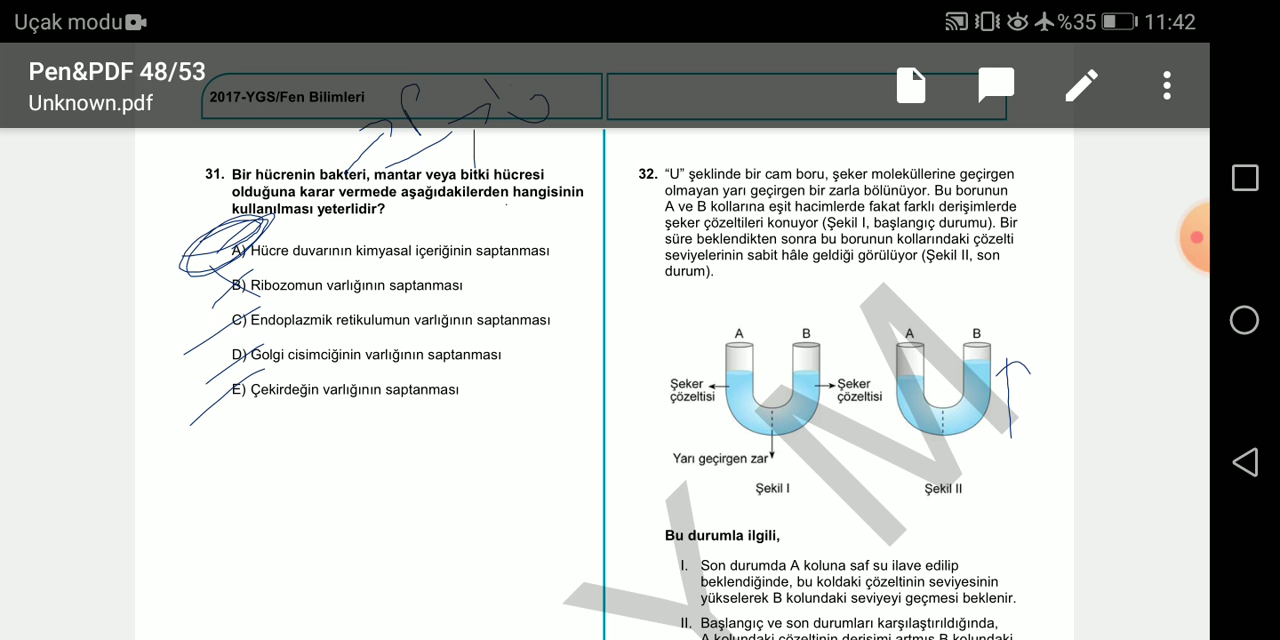 Uçak modu
%35 11:42
Pen&PDF 48/53
Unknown.pdf
2017-YGS/Fen Bilimleri
31. Bir hücrenin bakteri, mantar veya bitki hücresi
olduğuna karar vermede aşağıdakilerden hangisinin
kullanılması yeterlidir?
A) Hücre duvarının kimyasal içeriğinin saptanması
B) Ribozomun varlığının saptanması
C) Endoplazmik retikulumun varlığının saptanması
D) Golgi cisimciğinin varlığının saptanması
E) Çekirdeğin varlığının saptanması
32. “U” şeklinde bir cam boru, şeker moleküllerine geçirgen
olmayan yarı geçirgen bir zarla bölünüyor. Bu borunun
A ve B kollarına eşit hacimlerde fakat farklı derişimlerde
şeker çözeltileri konuyor (Şekil I, başlangıç durumu). Bir
süre beklendikten sonra bu borunun kollarındaki çözelti
seviyelerinin sabit hâle geldiği görülüyor (Şekil II, son
durum).
A B A B
Şeker
çözeltisi
Şeker
çözeltisi
Yarı geçirgen zar
Şekil I Şekil II
Bu durumla ilgili,
I. Son durumda A koluna saf su ilave edilip
beklendiğinde, bu koldaki çözeltinin seviyesinin
yükselerek B kolundaki seviyeyi geçmesi beklenir.
II. Başlangıç ve son durumları karşılaştırıldığında,
A kolundaki çözeltinin derişimi artmış B kolundaki
YM